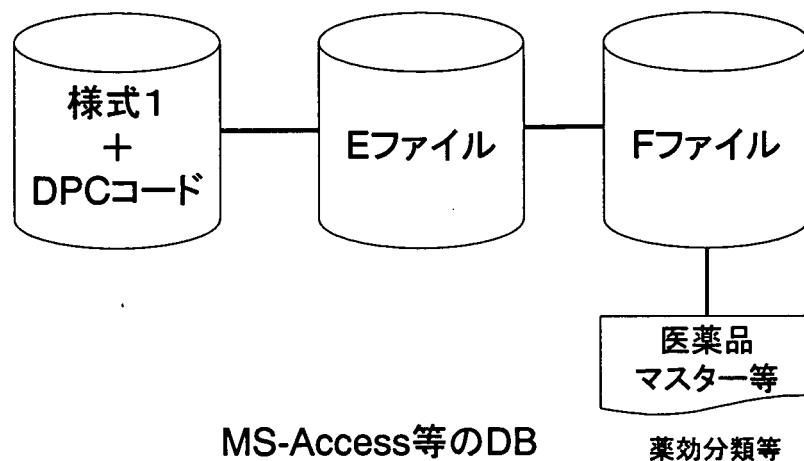 様式1
+
DPCコード
Eファイル
Fファイル
医薬品
マスター等
MS-Access等のDB
薬効分類等